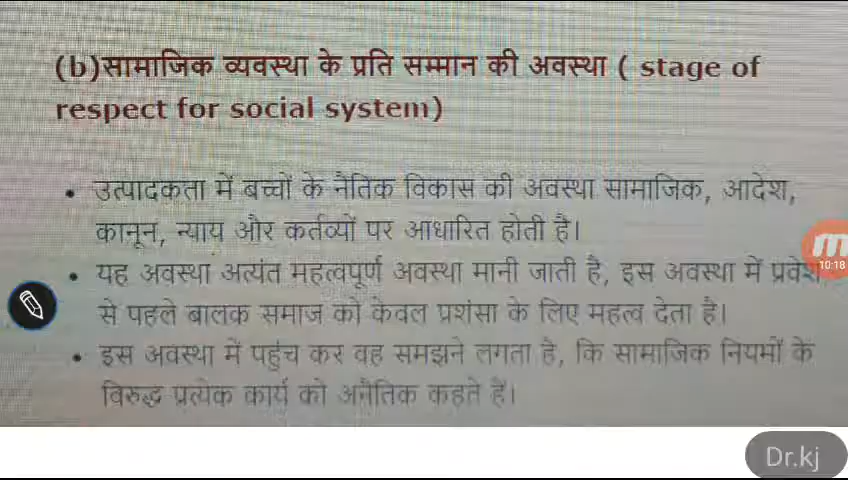 (b)सामाजिक व्यवस्था के प्रति सम्मान की अवस्था ( stage of
respect for social system)
• उत्पादकता में बच्चों के नैतिक विकास की अवस्था सामाजिक, आदेश,
कानून, न्याय और कर्तव्यों पर आधारित होती है।
• यह अवस्था अत्यंत महत्वपूर्ण अवस्था मानी जाती है, इस अवस्था में प्रवेश
से पहले बालक समाज को केवल प्रशंसा के लिए महत्व देता है।
• इस अवस्था में पहुंच कर वह समझने लगता है, कि सामाजिक नियमों के
विरुद्ध प्रत्येक कार्य को अनैतिक कहते हैं।
10:18
Dr.kj